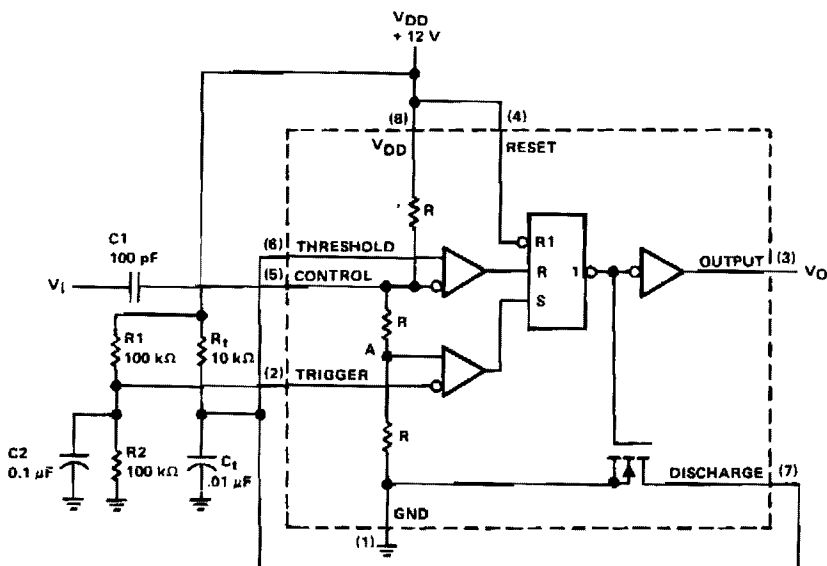 VDD
+ 12 V
(8)
(4)
VDD
RESET
R
C1
100 pF
(6) THRESHOLD
R1
Vi
(5) CONTROL
R
1
OUTPUT (3)
VO
S
R1
100 kΩ
Rt
10 kΩ
R
A
(2) TRIGGER
C2
0.1 µF
R2
100 kΩ
Ct
.01 µF
R
DISCHARGE (7)
GND
(1)